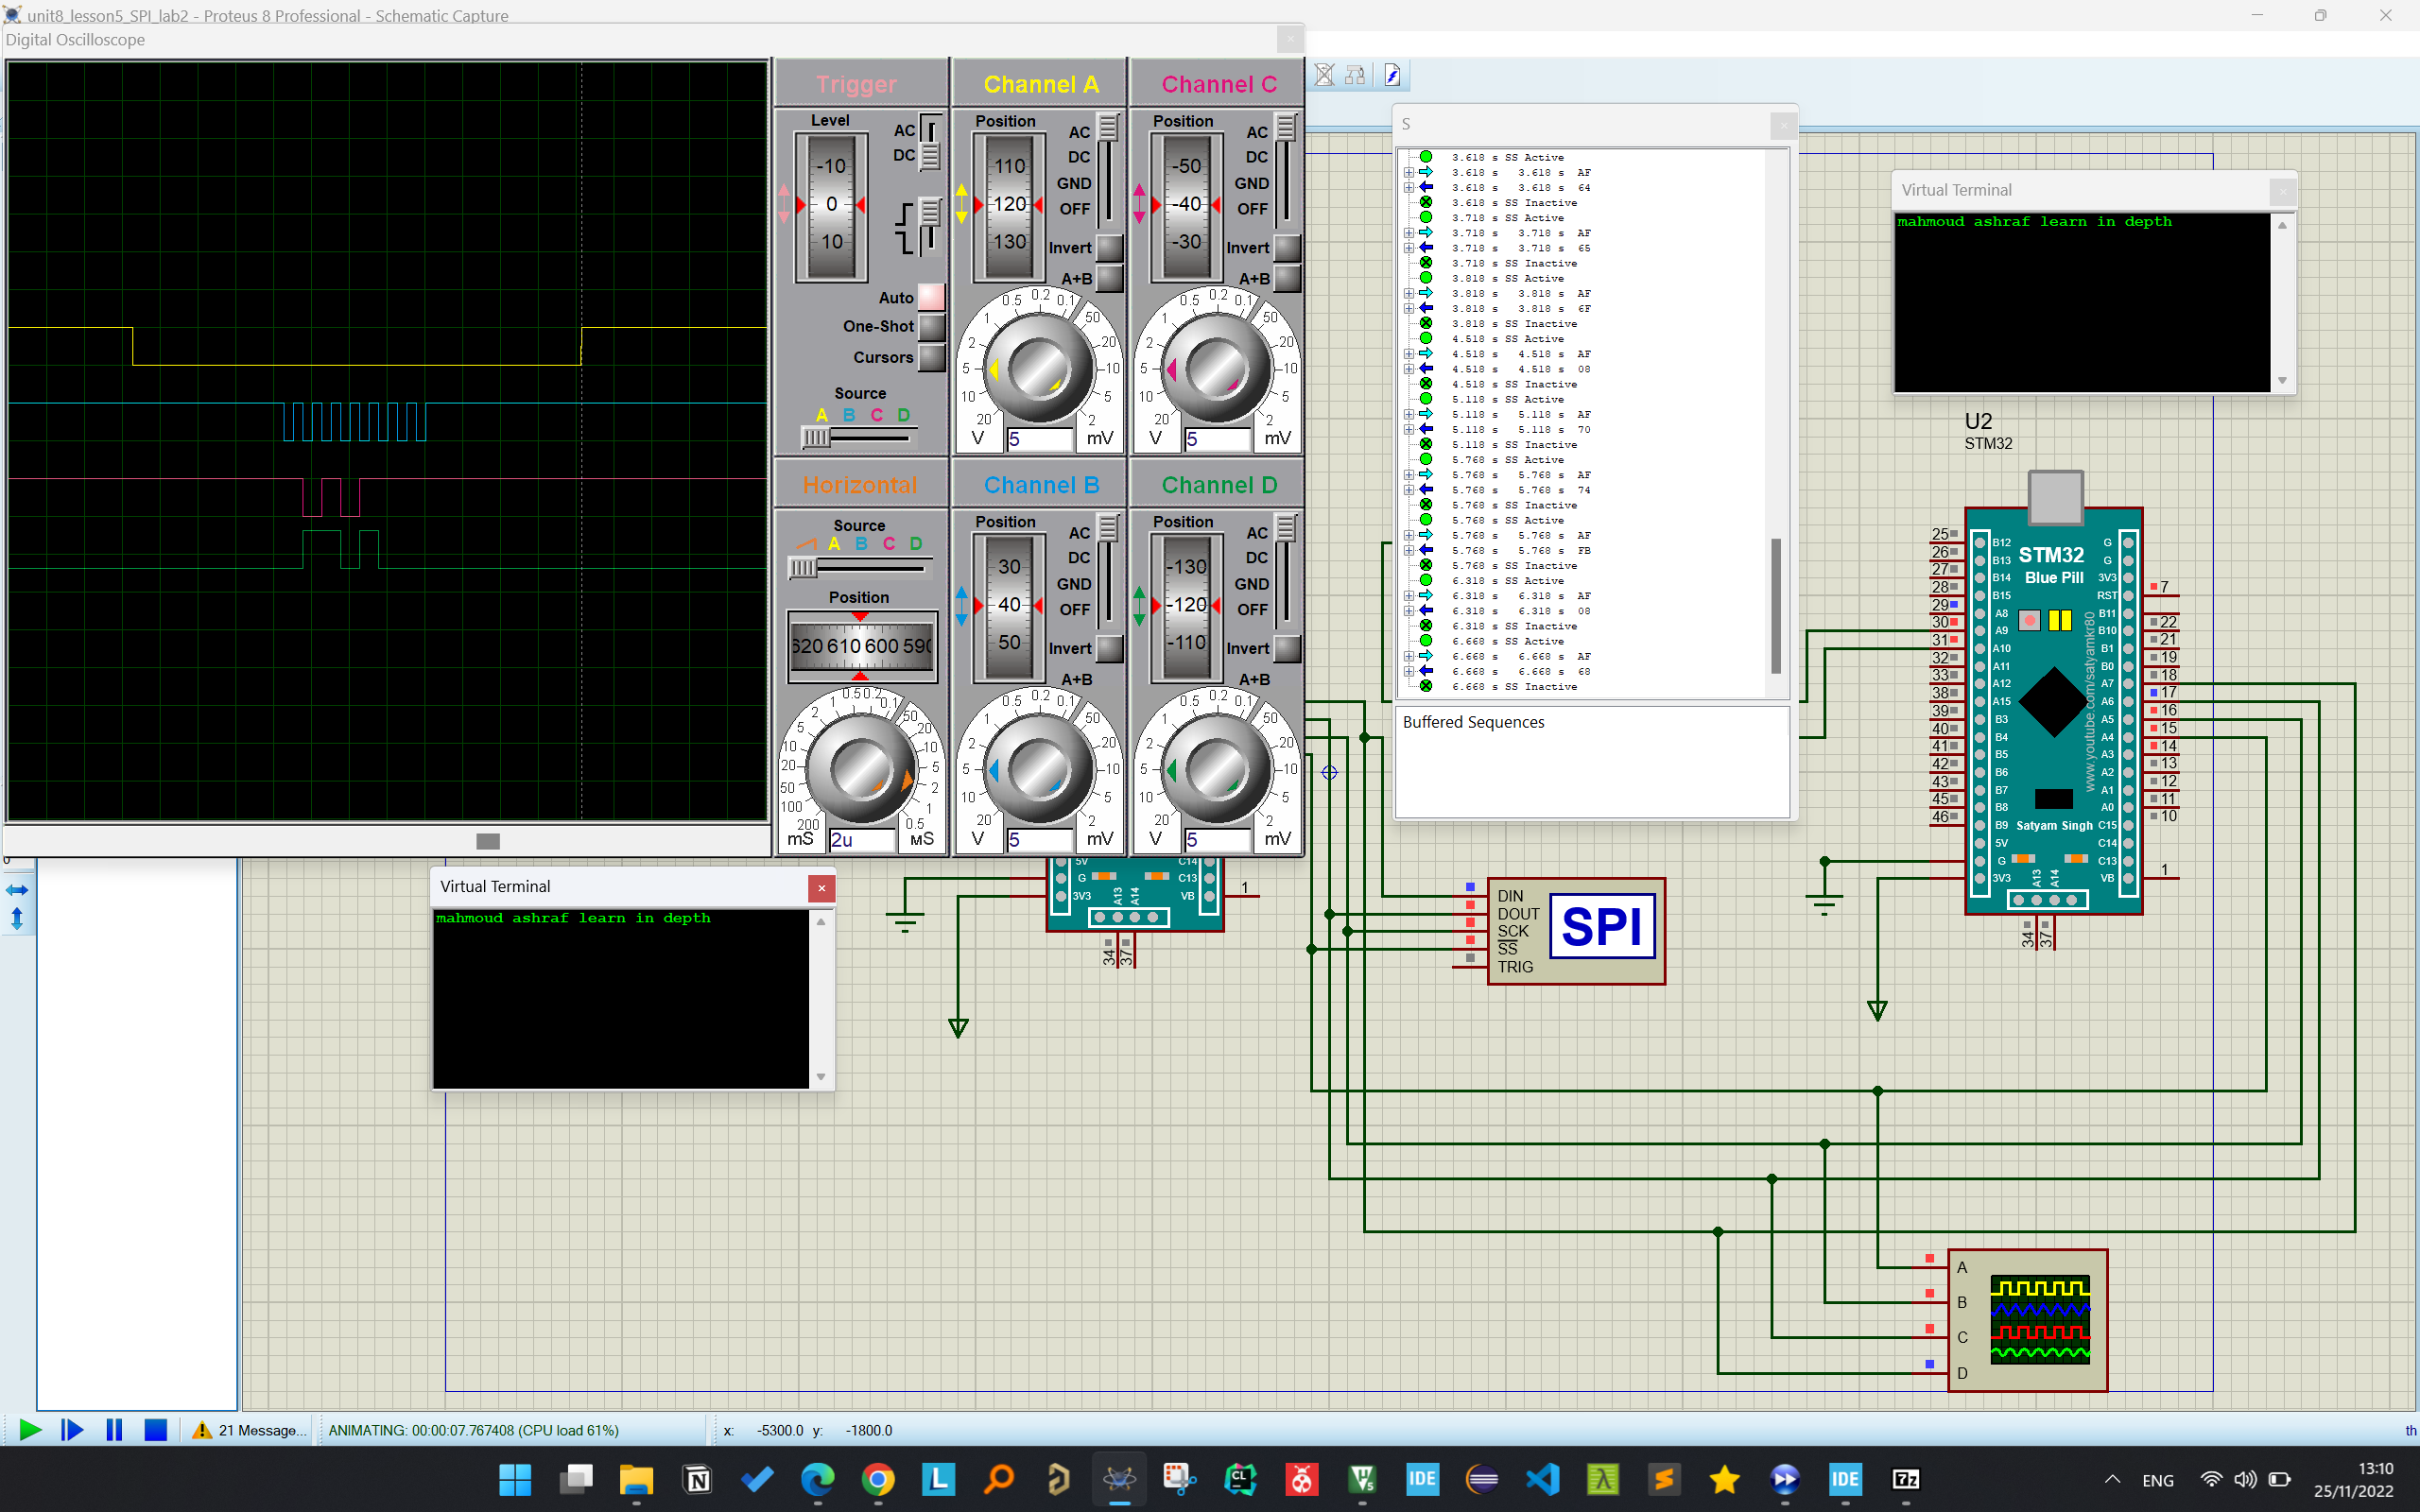 unit8_lesson5_SPI_lab2 - Proteus 8 Professional - Schematic Capture
Digital Oscilloscope
Trigger
Level
AC
DC
-10
0
10
Auto
One-Shot
Cursors
Source
A B C D
Channel A
Position
AC
DC
GND
OFF
110
120
130
Invert
A+B
0.5 0.2 0.1
1 50
2 20
5 10
10 5
20 2
V 5 mV
Channel C
Position
AC
DC
GND
OFF
-50
-40
-30
Invert
A+B
0.5 0.2 0.1
1 50
2 20
5 10
10 5
20 2
V 5 mV
Horizontal
Source
A B C D
Position
610 600
0.5 0.2
1 0.1
2 50
5 20
10 10
20 5
50 2
100 1
200 0.5
mS 2u
Channel B
Position
AC
DC
GND
OFF
30
40
50
Invert
A+B
0.5 0.2 0.1
1 50
2 20
5 10
10 5
20 2
V 5 mV
Channel D
Position
AC
DC
GND
OFF
-130
-120
-110
Invert
A+B
0.5 0.2 0.1
1 50
2 20
5 10
10 5
20 2
V 5 mV
S
3.618 s SS Active
3.618 s 3.618 s AF
3.618 s 3.618 s 64
3.618 s SS Inactive
3.718 s SS Active
3.718 s 3.718 s AF
3.718 s 3.718 s 65
3.718 s SS Inactive
3.818 s SS Active
3.818 s 3.818 s AF
3.818 s 3.818 s 6F
3.818 s SS Inactive
4.518 s SS Active
4.518 s 4.518 s AF
4.518 s 4.518 s 08
4.518 s SS Inactive
5.118 s SS Active
5.118 s 5.118 s AF
5.118 s 5.118 s 70
5.118 s SS Inactive
5.768 s SS Active
5.768 s 5.768 s AF
5.768 s 5.768 s 74
5.768 s SS Inactive
5.768 s SS Active
5.768 s 5.768 s AF
5.768 s 5.768 s FB
5.768 s SS Inactive
6.318 s SS Active
6.318 s 6.318 s AF
6.318 s 6.318 s 08
6.318 s SS Inactive
6.668 s SS Active
6.668 s 6.668 s AF
6.668 s 6.668 s 68
6.668 s SS Inactive
Buffered Sequences
Virtual Terminal
mahmoud ashraf learn in depth
U2
STM32
STM32
Blue Pill
www.youtube.com/satyamkr80
Satyam Singh
25 B12 G
26 B13 G
27 B14 3V3 7
28 B15 RST
29 A8 B11 22
30 A9 B10 21
31 A10 B1 19
32 A11 B0 18
33 A12 A7 17
38 A15 A6 16
39 B3 A5 15
40 B4 A4 14
41 B5 A3 13
42 B6 A2 12
43 B7 A1 11
45 B8 A0 10
46 B9 C15
5V C14
G C13 1
3V3 VB
A13 A14
34 37
Virtual Terminal
mahmoud ashraf learn in depth
5V C14
G C13 1
3V3 VB
A13 A14
34 37
DIN
DOUT
SCK
SS
TRIG
SPI
A
B
C
D
21 Message...
ANIMATING: 00:00:07.767408 (CPU load 61%)
x: -5300.0 y: -1800.0
th
ENG
13:10
25/11/2022